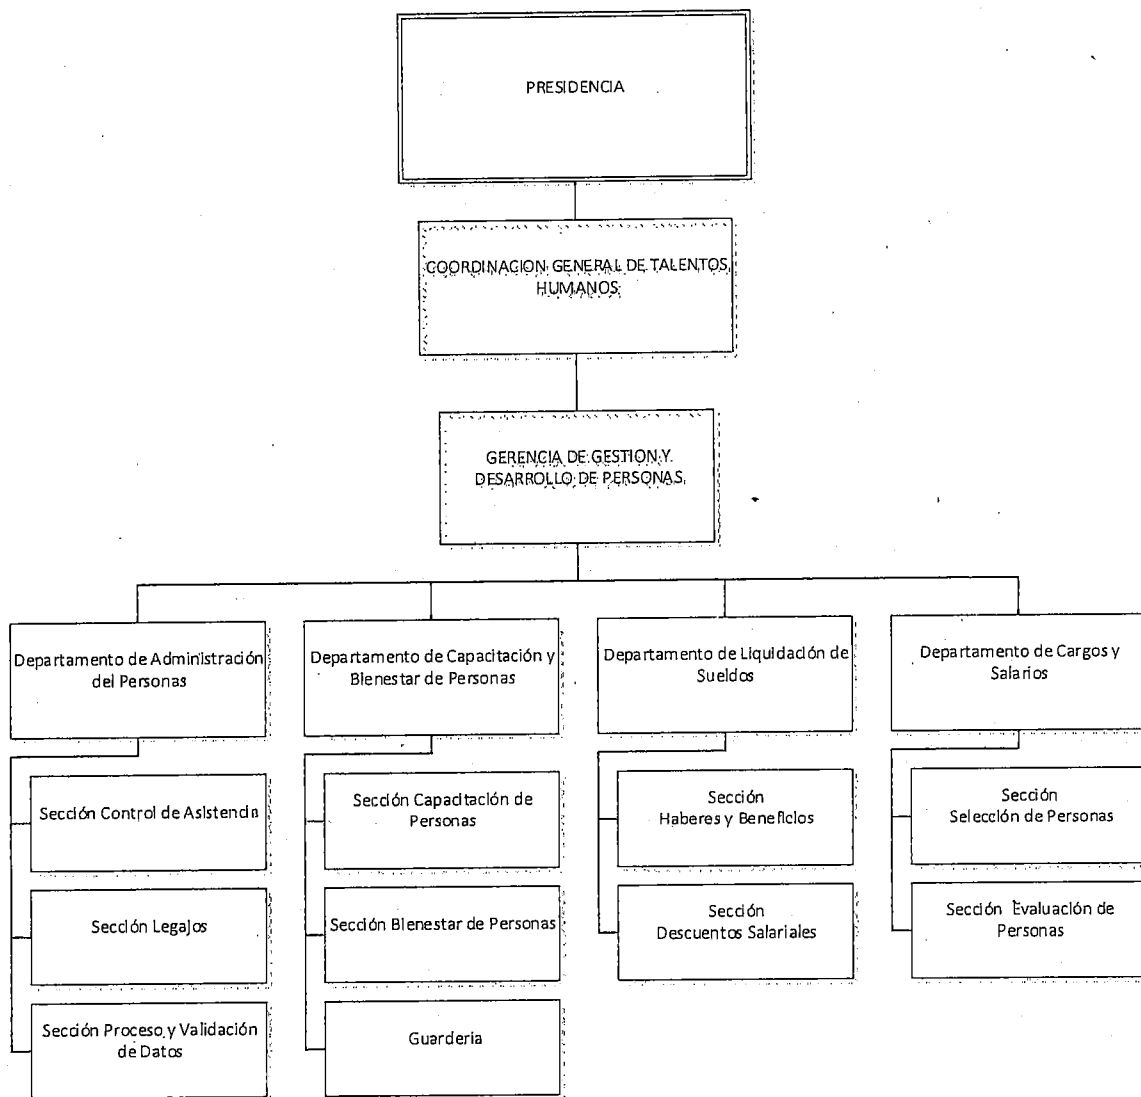 PRESIDENCIA
COORDINACION GENERAL DE TALENTOS
HUMANOS
GERENCIA DE GESTION Y
DESARROLLO DE PERSONAS
Departamento de Administración
del Personas
Departamento de Capacitación y
Bienestar de Personas
Departamento de Liquidación de
Sueldos
Departamento de Cargos y
Salarios
Sección Control de Asistencia
Sección Capacitación de
Personas
Sección
Haberes y Beneficios
Sección
Selección de Personas
Sección Legajos
Sección Bienestar de Personas
Sección
Descuentos Salariales
Sección Evaluación de
Personas
Sección Proceso y Validación
de Datos
Guardería